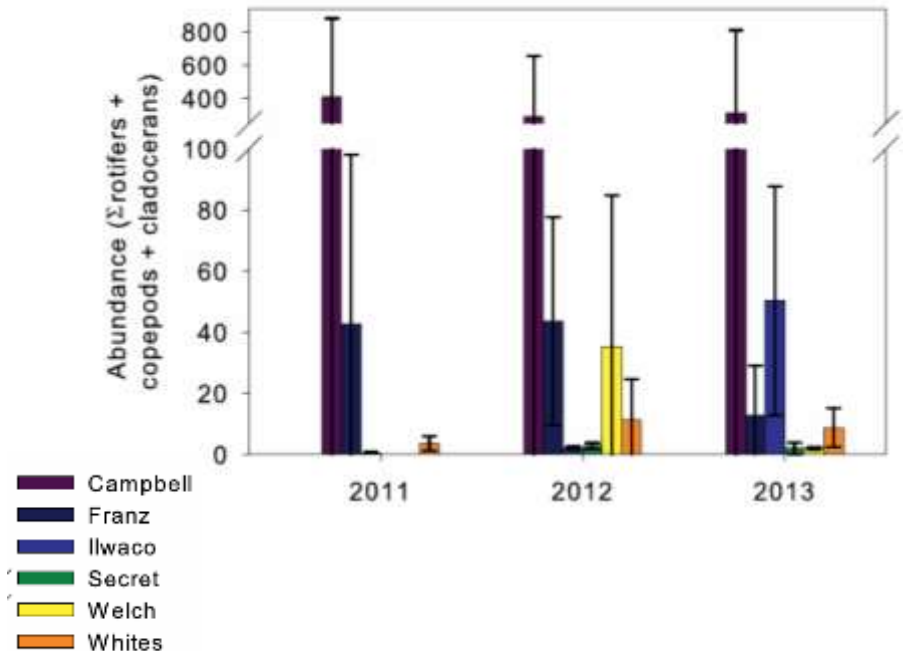 Abundance (Σrotifers +
copepods + cladocerans)
800
600
400
100
80
60
40
20
0
2011
2012
2013
Campbell
Franz
Ilwaco
Secret
Welch
Whites